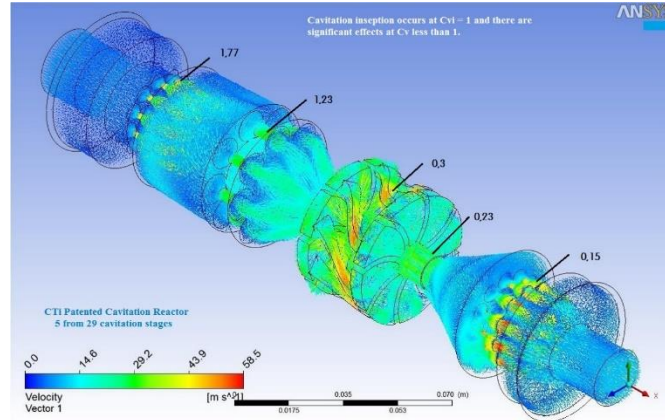 Cavitation inseption occurs at Cvi = 1 and there are
significant effects at Cv less than 1.
1,77
1,23
0,3
0,23
0,15
CTI Patented Cavitation Reactor
5 from 29 cavitation stages
0.0
14.6
29.2
43.9
58.5
Velocity
[m s^-1]
Vector 1
0.035
0.070 (m)
0.0175
0.053
X